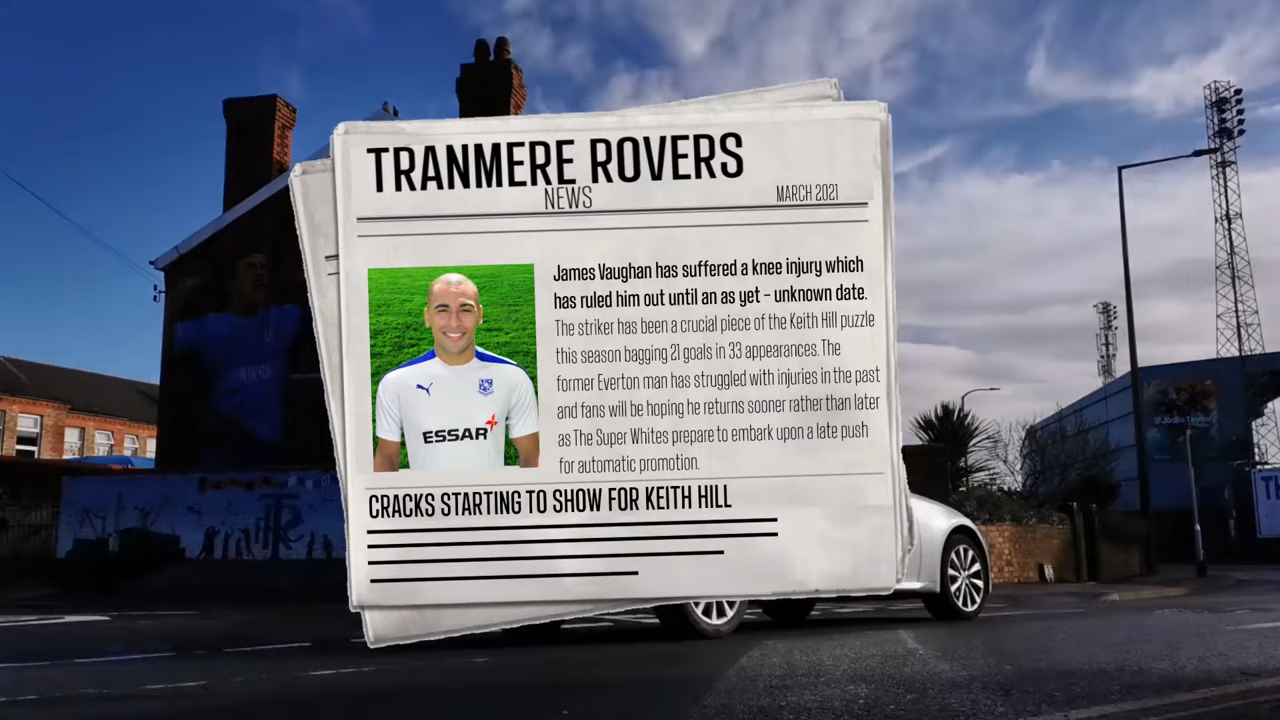 TRANMERE ROVERS
NEWS
MARCH 2021
James Vaughan has suffered a knee injury which
has ruled him out until an as yet - unknown date.
The striker has been a crucial piece of the Keith Hill puzzle
this season bagging 21 goals in 33 appearances. The
former Everton man has struggled with injuries in the past
and fans will be hoping he returns sooner rather than later
as The Super Whites prepare to embark upon a late push
for automatic promotion.
ESSAR
CRACKS STARTING TO SHOW FOR KEITH HILL